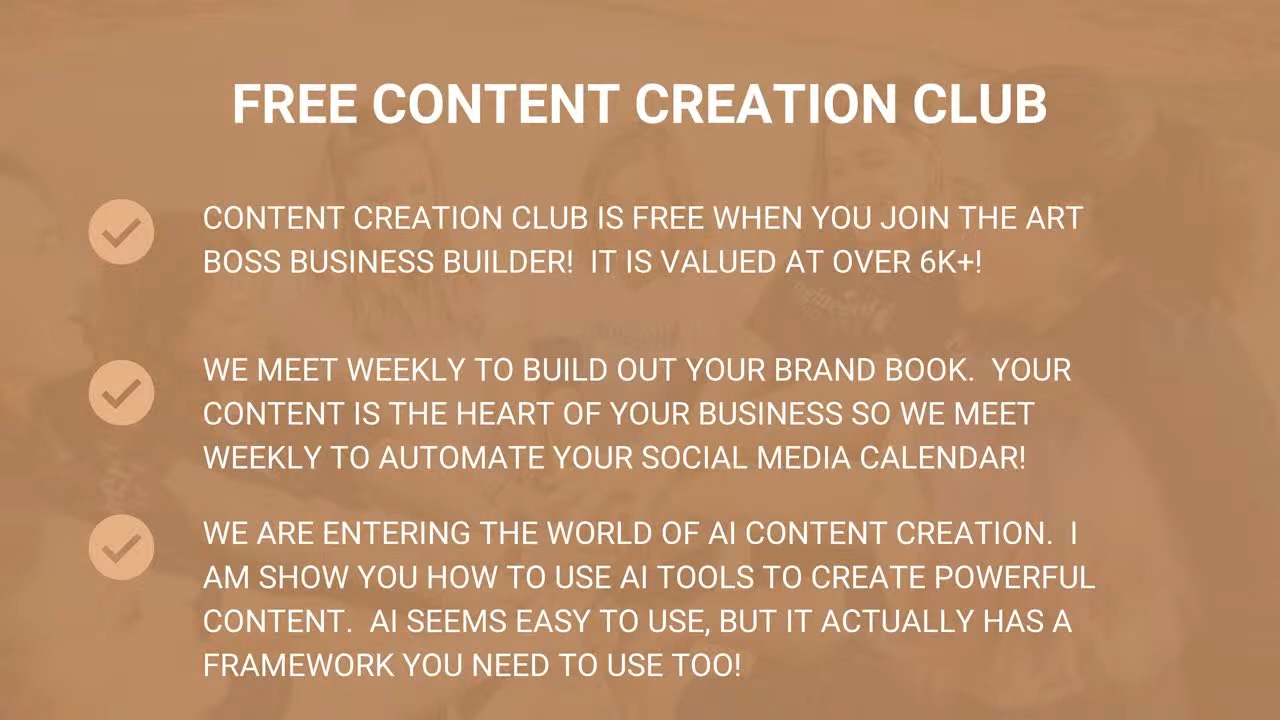 FREE CONTENT CREATION CLUB
CONTENT CREATION CLUB IS FREE WHEN YOU JOIN THE ART
BOSS BUSINESS BUILDER!  IT IS VALUED AT OVER 6K+!
WE MEET WEEKLY TO BUILD OUT YOUR BRAND BOOK.  YOUR
CONTENT IS THE HEART OF YOUR BUSINESS SO WE MEET
WEEKLY TO AUTOMATE YOUR SOCIAL MEDIA CALENDAR!
WE ARE ENTERING THE WORLD OF AI CONTENT CREATION.  I
AM SHOW YOU HOW TO USE AI TOOLS TO CREATE POWERFUL
CONTENT.  AI SEEMS EASY TO USE, BUT IT ACTUALLY HAS A
FRAMEWORK YOU NEED TO USE TOO!